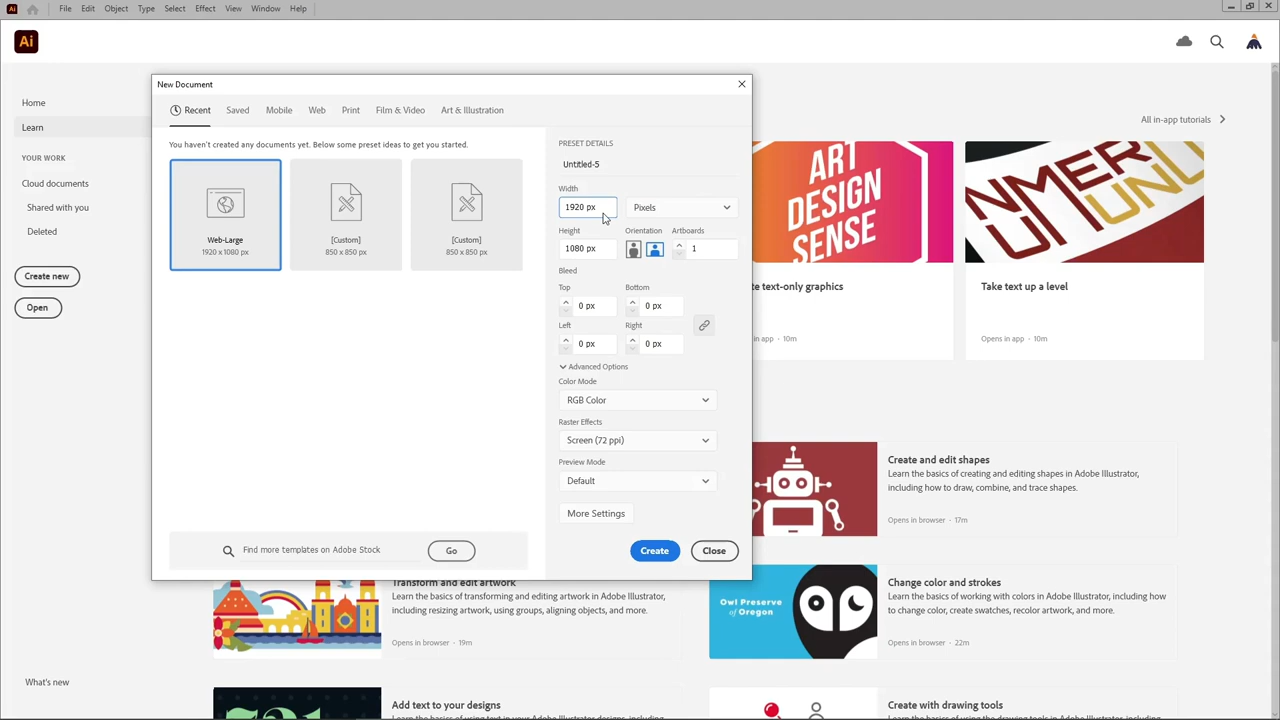 Ai File Edit Object Type Select Effect View Window Help
Ai
New Document
Home
Learn
YOUR WORK
Cloud documents
Shared with you
Deleted
Create new
Open
What's new
Recent Saved Mobile Web Print Film & Video Art & Illustration
You haven't created any documents yet. Below some preset ideas to get you started.
Web-Large
1920 x 1080 px
[Custom]
850 x 850 px
[Custom]
850 x 850 px
Find more templates on Adobe Stock
Go
PRESET DETAILS
Untitled-5
Width
1920 px Pixels
Height Orientation Artboards
1080 px 1
Bleed
Top Bottom
0 px 0 px
Left Right
0 px 0 px
Advanced Options
Color Mode
RGB Color
Raster Effects
Screen (72 ppi)
Preview Mode
Default
More Settings
Create Close
All in-app tutorials
ART
DESIGN
SENSE
te text-only graphics
in app · 10m
Take text up a level
Opens in app · 10m
Create and edit shapes
Learn the basics of creating and editing shapes in Adobe Illustrator,
including how to draw, combine, and trace shapes.
Opens in browser · 17m
Transform and edit artwork
Learn the basics of transforming and editing artwork in Adobe Illustrator,
including resizing artwork, using groups, aligning objects, and more.
Opens in browser · 19m
Owl Preserve
of Oregon
Change color and strokes
Learn the basics of working with colors in Adobe Illustrator, including how
to change color, create swatches, recolor artwork, and more.
Opens in browser · 22m
Add text to your designs
Create with drawing tools